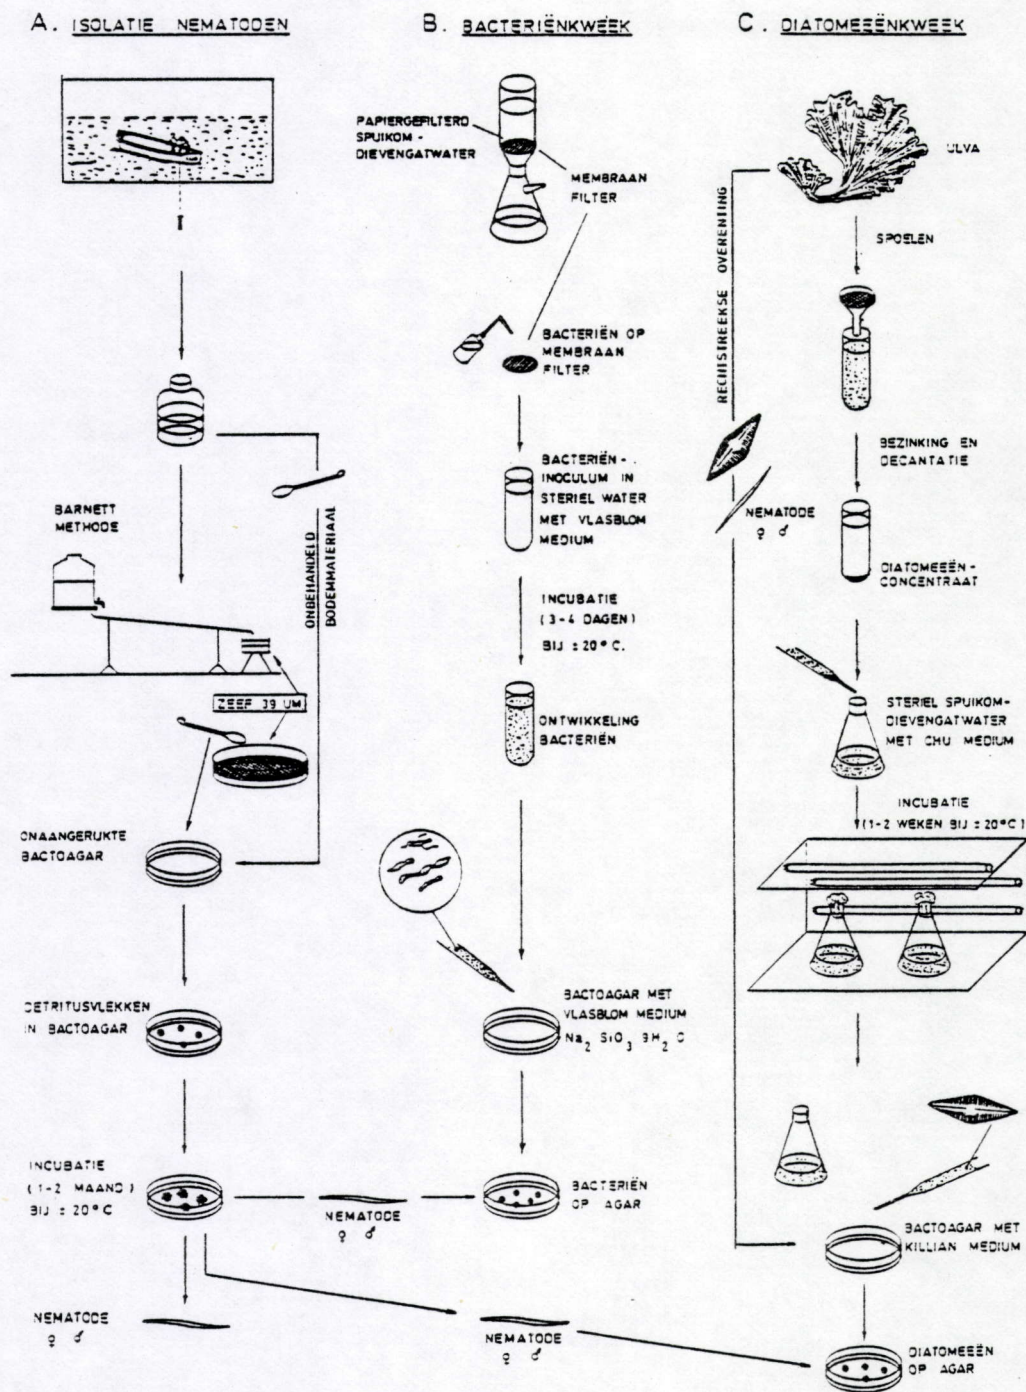 A. ISOLATIE NEMATODEN
BARNETT
METHODE
ONBEHANDELD
BODEMMATERIAAL
ZEEF 39 UM
ONAANGERUKTE
BACTOAGAR
DETRITUSVLEKKEN
IN BACTOAGAR
INCUBATIE
(1-2 MAAND)
BIJ ± 20°C
NEMATODE
♀ ♂
NEMATODE
♀ ♂
B. BACTERIËNKWEEK
PAPIERGEFILTERD
SPUIKOM-
DIEVENGATWATER
MEMBRAAN
FILTER
BACTERIËN OP
MEMBRAAN
FILTER
BACTERIËN-
INOCULUM IN
STERIEL WATER
MET VLASBLOM
MEDIUM
INCUBATIE
(3-4 DAGEN)
BIJ ± 20°C.
ONTWIKKELING
BACTERIËN
BACTOAGAR MET
VLASBLOM MEDIUM
Na2 SiO3 9H2O
BACTERIËN
OP AGAR
NEMATODE
♀ ♂
C. DIATOMEEËNKWEEK
ULVA
RECHTSTREEKSE OVERENTING
SPOELEN
BEZINKING EN
DECANTATIE
NEMATODE
♀ ♂
DIATOMEEËN-
CONCENTRAAT
STERIEL SPUIKOM-
DIEVENGATWATER
MET CHU MEDIUM
INCUBATIE
(1-2 WEKEN BIJ ± 20°C)
BACTOAGAR MET
KILLIAN MEDIUM
DIATOMEEËN
OP AGAR